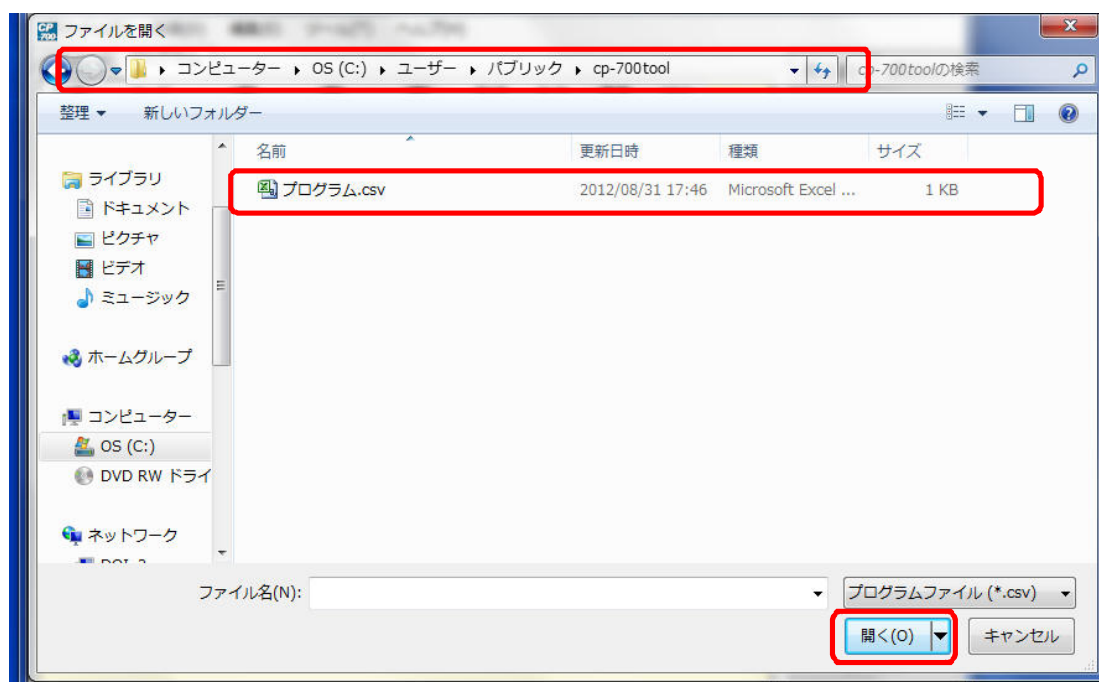 CP
700
ファイルを開く
コンピューター OS (C:) ユーザー パブリック cp-700tool
cp-700toolの検索
整理 新しいフォルダー
名前 更新日時 種類 サイズ
プログラム.csv 2012/08/31 17:46 Microsoft Excel ... 1 KB
ライブラリ
ドキュメント
ピクチャ
ビデオ
ミュージック
ホームグループ
コンピューター
OS (C:)
DVD RW ドライ
ネットワーク
ファイル名(N):
プログラムファイル (*.csv)
開く(O) キャンセル